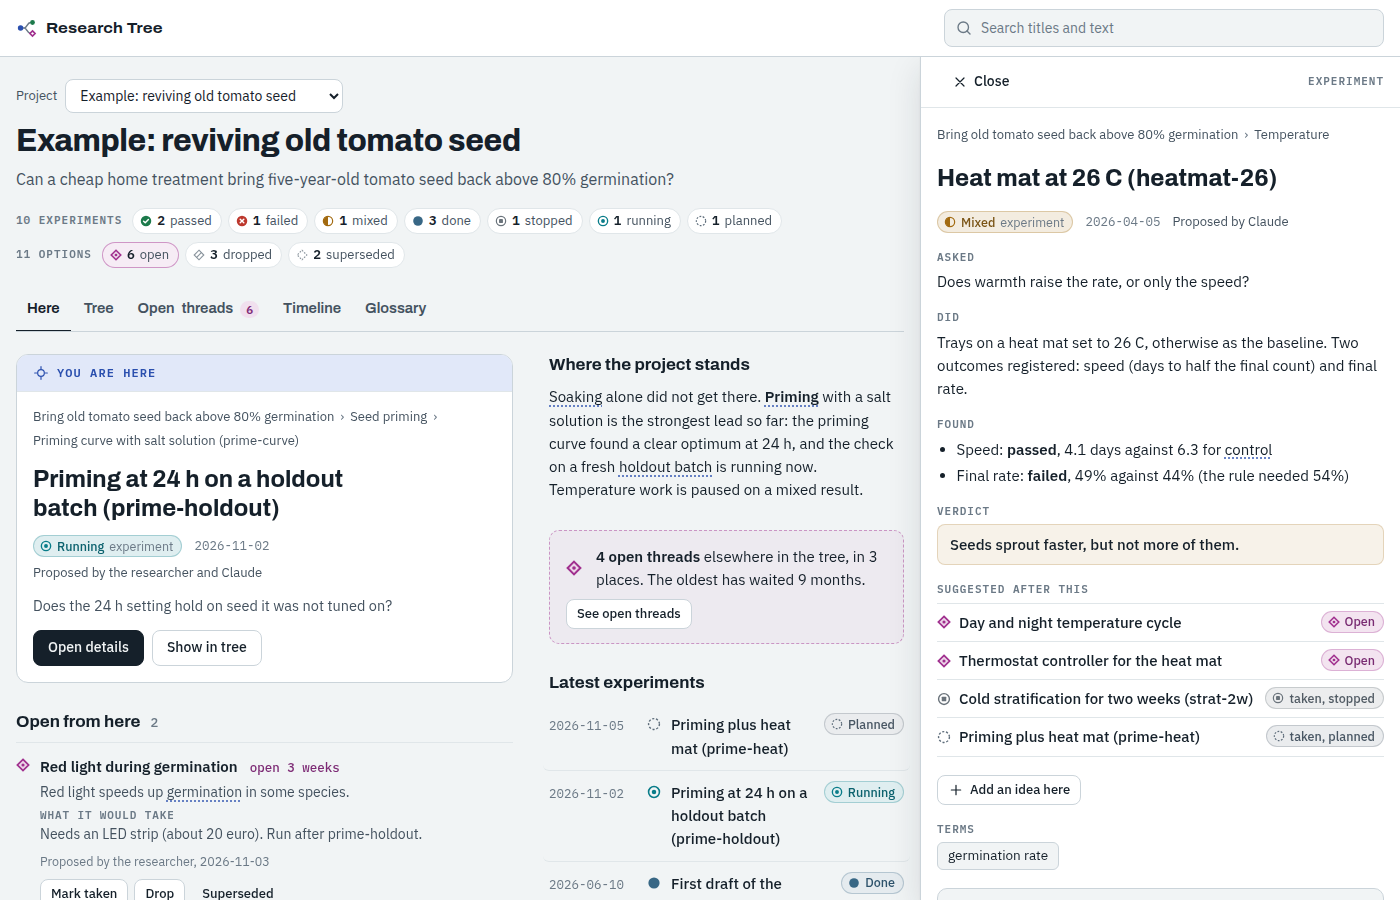 Research Tree
Search titles and text
Project
Example: reviving old tomato seed
Example: reviving old tomato seed
Can a cheap home treatment bring five-year-old tomato seed back above 80% germination?
10 EXPERIMENTS 2 passed 1 failed 1 mixed 3 done 1 stopped 1 running 1 planned
11 OPTIONS 6 open 3 dropped 2 superseded
Here Tree Open threads 6 Timeline Glossary
YOU ARE HERE
Bring old tomato seed back above 80% germination › Seed priming ›
Priming curve with salt solution (prime-curve)
Priming at 24 h on a holdout
batch (prime-holdout)
Running experiment 2026-11-02
Proposed by the researcher and Claude
Does the 24 h setting hold on seed it was not tuned on?
Open details Show in tree
Open from here 2
Red light during germination open 3 weeks
Red light speeds up germination in some species.
WHAT IT WOULD TAKE
Needs an LED strip (about 20 euro). Run after prime-holdout.
Proposed by the researcher, 2026-11-03
Mark taken Drop Superseded
Where the project stands
Soaking alone did not get there. Priming with a salt
solution is the strongest lead so far: the priming
curve found a clear optimum at 24 h, and the check
on a fresh holdout batch is running now.
Temperature work is paused on a mixed result.
4 open threads elsewhere in the tree, in 3
places. The oldest has waited 9 months.
See open threads
Latest experiments
2026-11-05 Priming plus heat Planned
mat (prime-heat)
2026-11-02 Priming at 24 h on a Running
holdout batch
(prime-holdout)
2026-06-10 First draft of the Done
Close EXPERIMENT
Bring old tomato seed back above 80% germination › Temperature
Heat mat at 26 C (heatmat-26)
Mixed experiment 2026-04-05 Proposed by Claude
ASKED
Does warmth raise the rate, or only the speed?
DID
Trays on a heat mat set to 26 C, otherwise as the baseline. Two
outcomes registered: speed (days to half the final count) and final
rate.
FOUND
• Speed: passed, 4.1 days against 6.3 for control
• Final rate: failed, 49% against 44% (the rule needed 54%)
VERDICT
Seeds sprout faster, but not more of them.
SUGGESTED AFTER THIS
Day and night temperature cycle Open
Thermostat controller for the heat mat Open
Cold stratification for two weeks (strat-2w) taken, stopped
Priming plus heat mat (prime-heat) taken, planned
Add an idea here
TERMS
germination rate